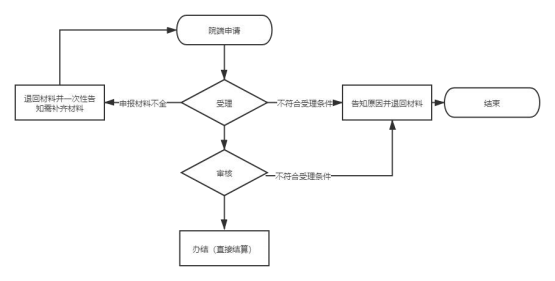 院端申请
退回材料并一次性告
知需补齐材料
申报材料不全
受理
不符合受理条件
告知原因并退回材料
结束
审核
不符合受理条件
办结（直接结算）